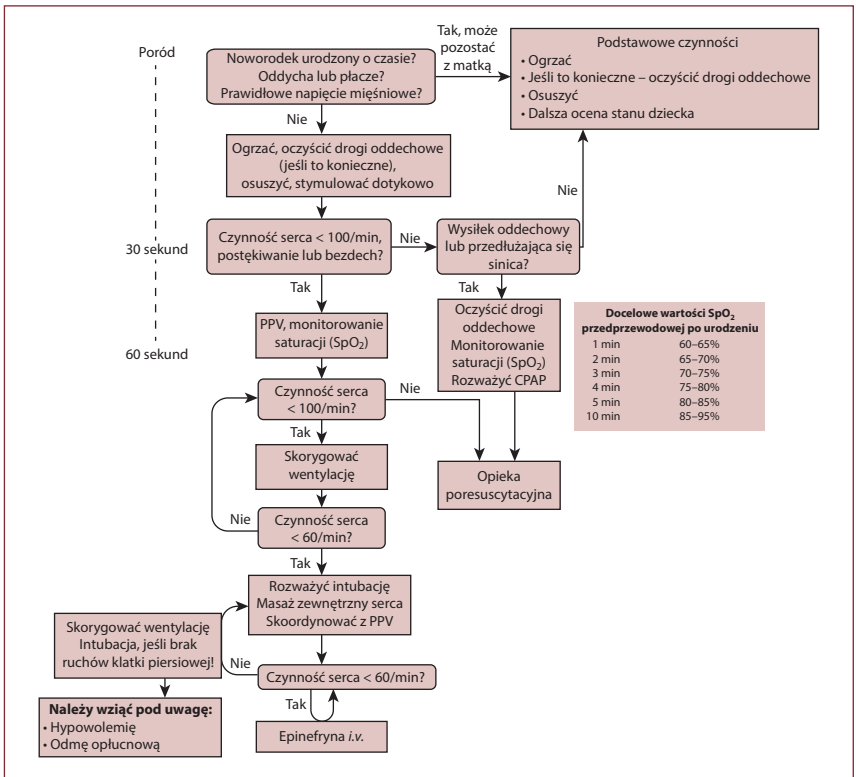 Poród
Noworodek urodzony o czasie?
Oddycha lub płacze?
Prawidłowe napięcie mięśniowe?
Tak, może
pozostać
z matką
Podstawowe czynności
• Ogrzać
• Jeśli to konieczne – oczyścić drogi oddechowe
• Osuszyć
• Dalsza ocena stanu dziecka
Nie
Ogrzać, oczyścić drogi oddechowe
(jeśli to konieczne),
osuszyć, stymulować dotykowo
Nie
30 sekund
Czynność serca < 100/min,
postękiwanie lub bezdech?
Nie
Wysiłek oddechowy
lub przedłużająca się
sinica?
Tak
Tak
60 sekund
PPV, monitorowanie
saturacji (SpO₂)
Oczyścić drogi
oddechowe
Monitorowanie
saturacji (SpO₂)
Rozważyć CPAP
Docelowe wartości SpO₂
przedprzewodowej po urodzeniu
1 min 60–65%
2 min 65–70%
3 min 70–75%
4 min 75–80%
5 min 80–85%
10 min 85–95%
Czynność serca
< 100/min?
Nie
Tak
Skorygować
wentylację
Opieka
poresuscytacyjna
Nie
Czynność serca
< 60/min?
Tak
Rozważyć intubację
Masaż zewnętrzny serca
Skoordynować z PPV
Skorygować wentylację
Intubacja, jeśli brak
ruchów klatki piersiowej!
Nie
Czynność serca < 60/min?
Tak
Należy wziąć pod uwagę:
• Hypowolemię
• Odmę opłucnową
Epinefryna i.v.